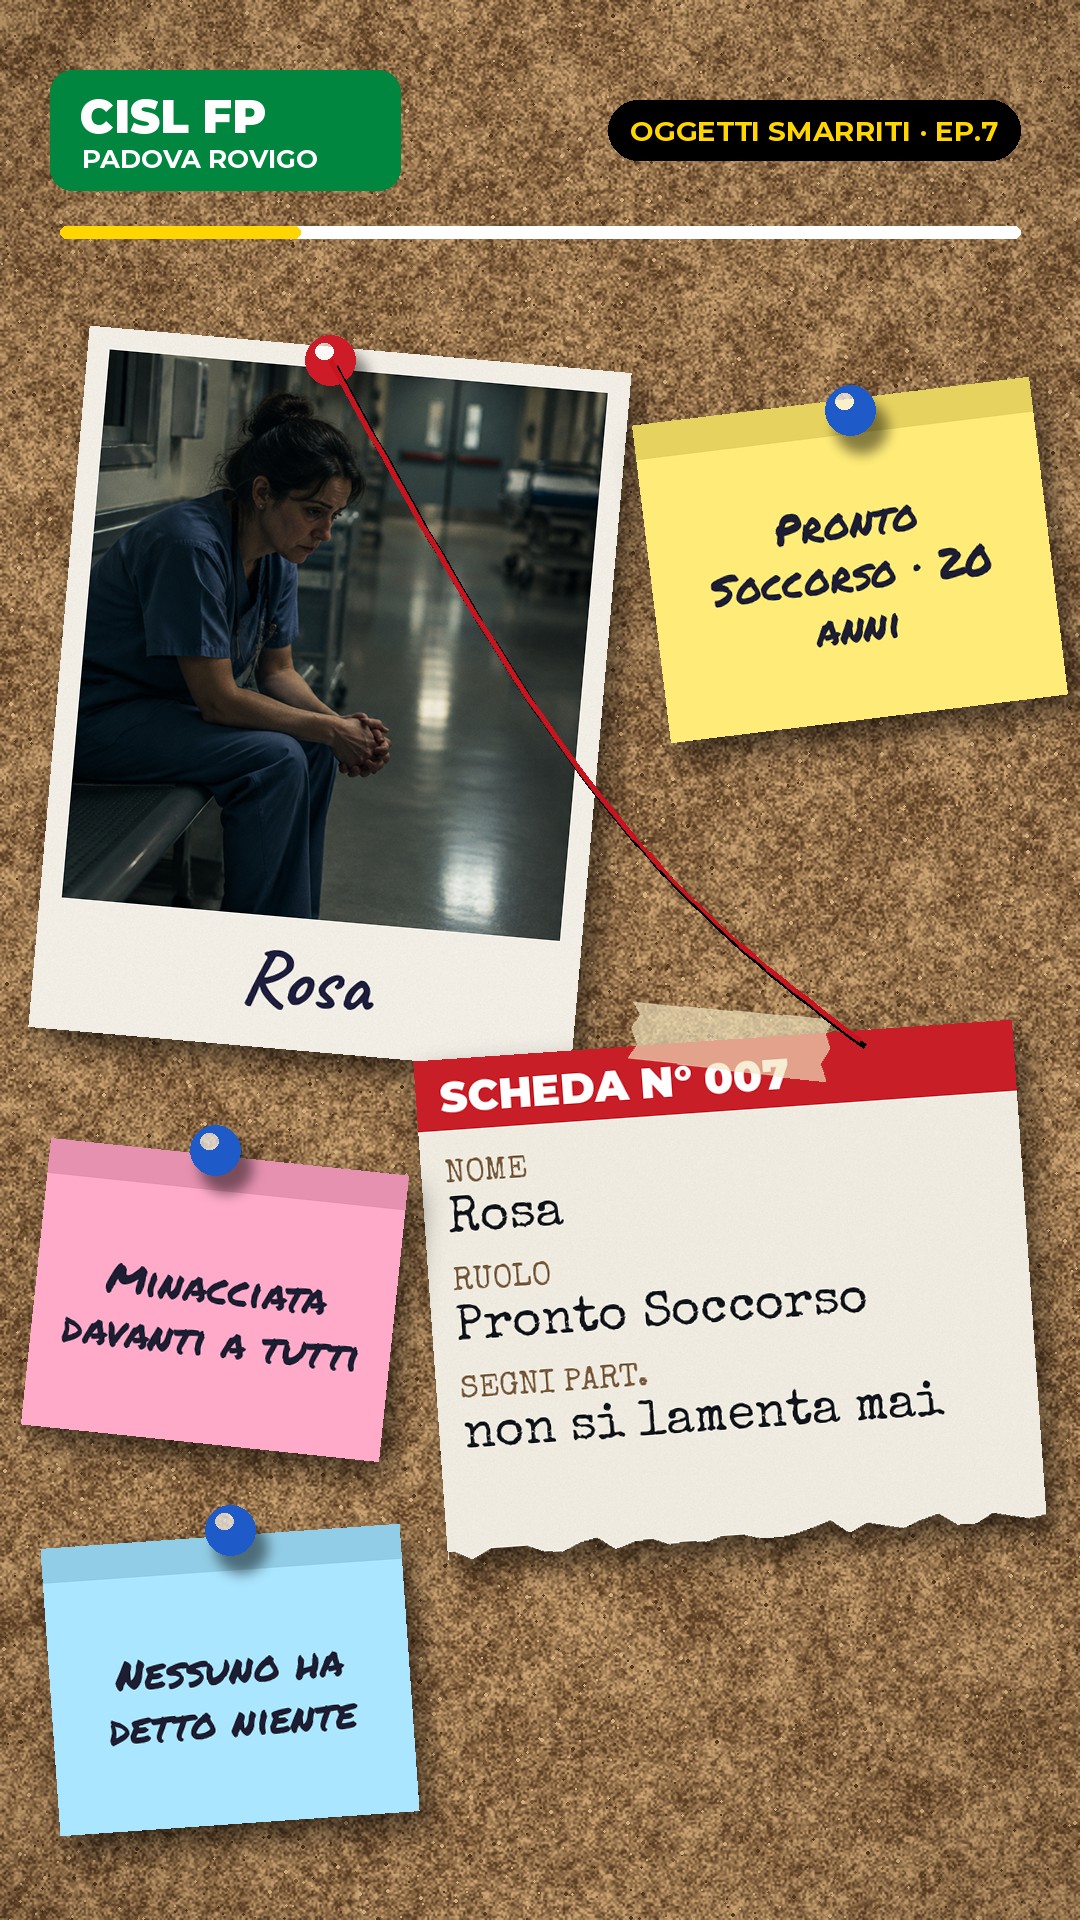 CISL FP
PADOVA ROVIGO
OGGETTI SMARRITI · EP.7
PRONTO
SOCCORSO · 20
ANNI
Rosa
SCHEDA N° 007
NOME
Rosa
RUOLO
Pronto Soccorso
SEGNI PART.
non si lamenta mai
MINACCIATA
DAVANTI A TUTTI
NESSUNO HA
DETTO NIENTE